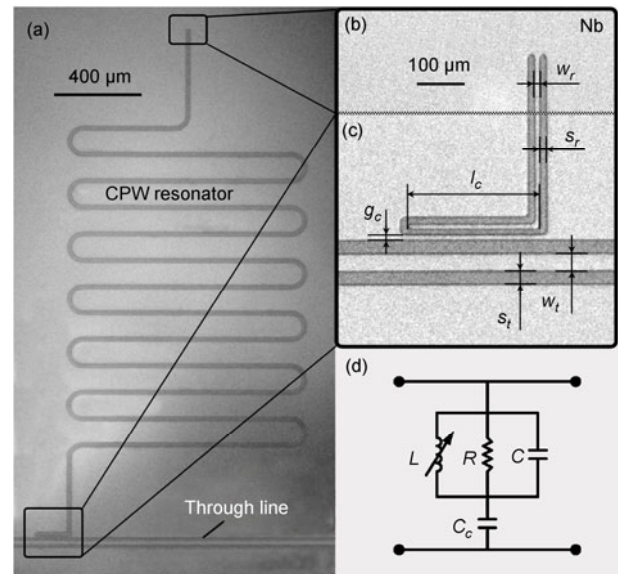 (a)
400 μm
CPW resonator
Through line
(b)
Nb
100 μm
w_r
(c)
s_r
l_c
g_c
s_t
w_t
(d)
L
R
C
C_c